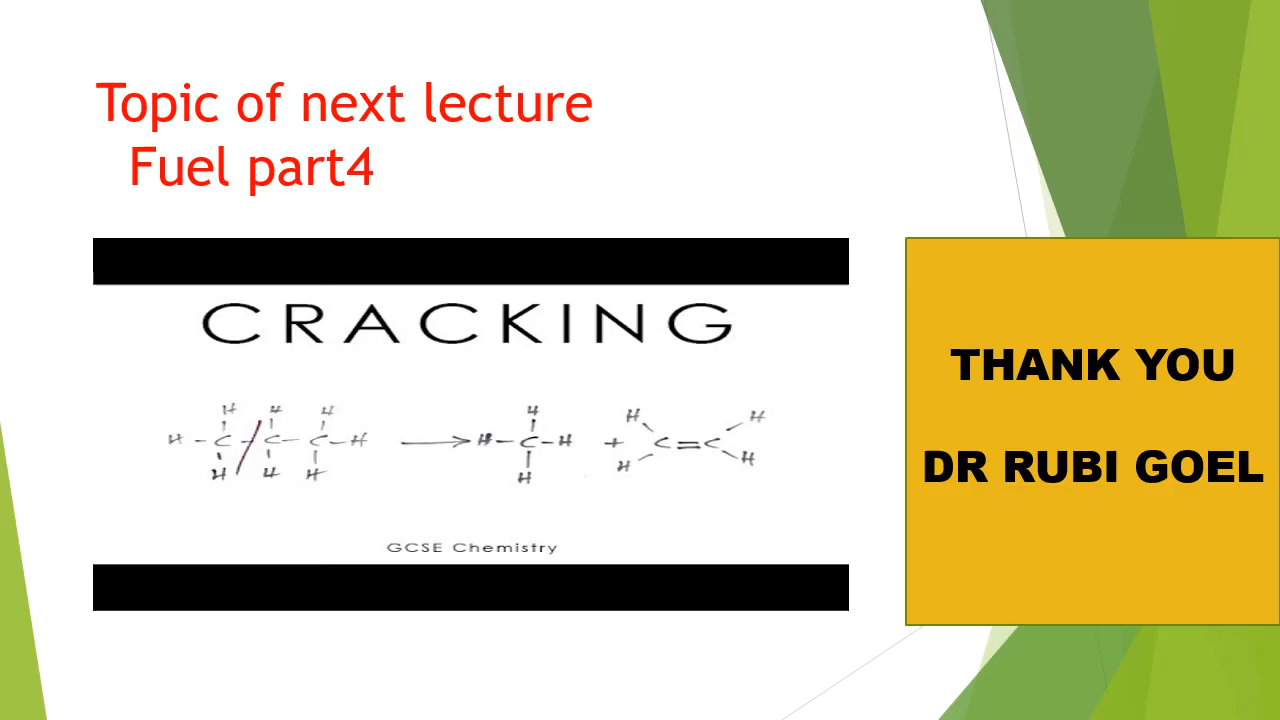 Topic of next lecture
Fuel part4
CRACKING
H H H H H H
H - C - C - C - H → H - C - H + C = C
H H H H H H
GCSE Chemistry
THANK YOU
DR RUBI GOEL